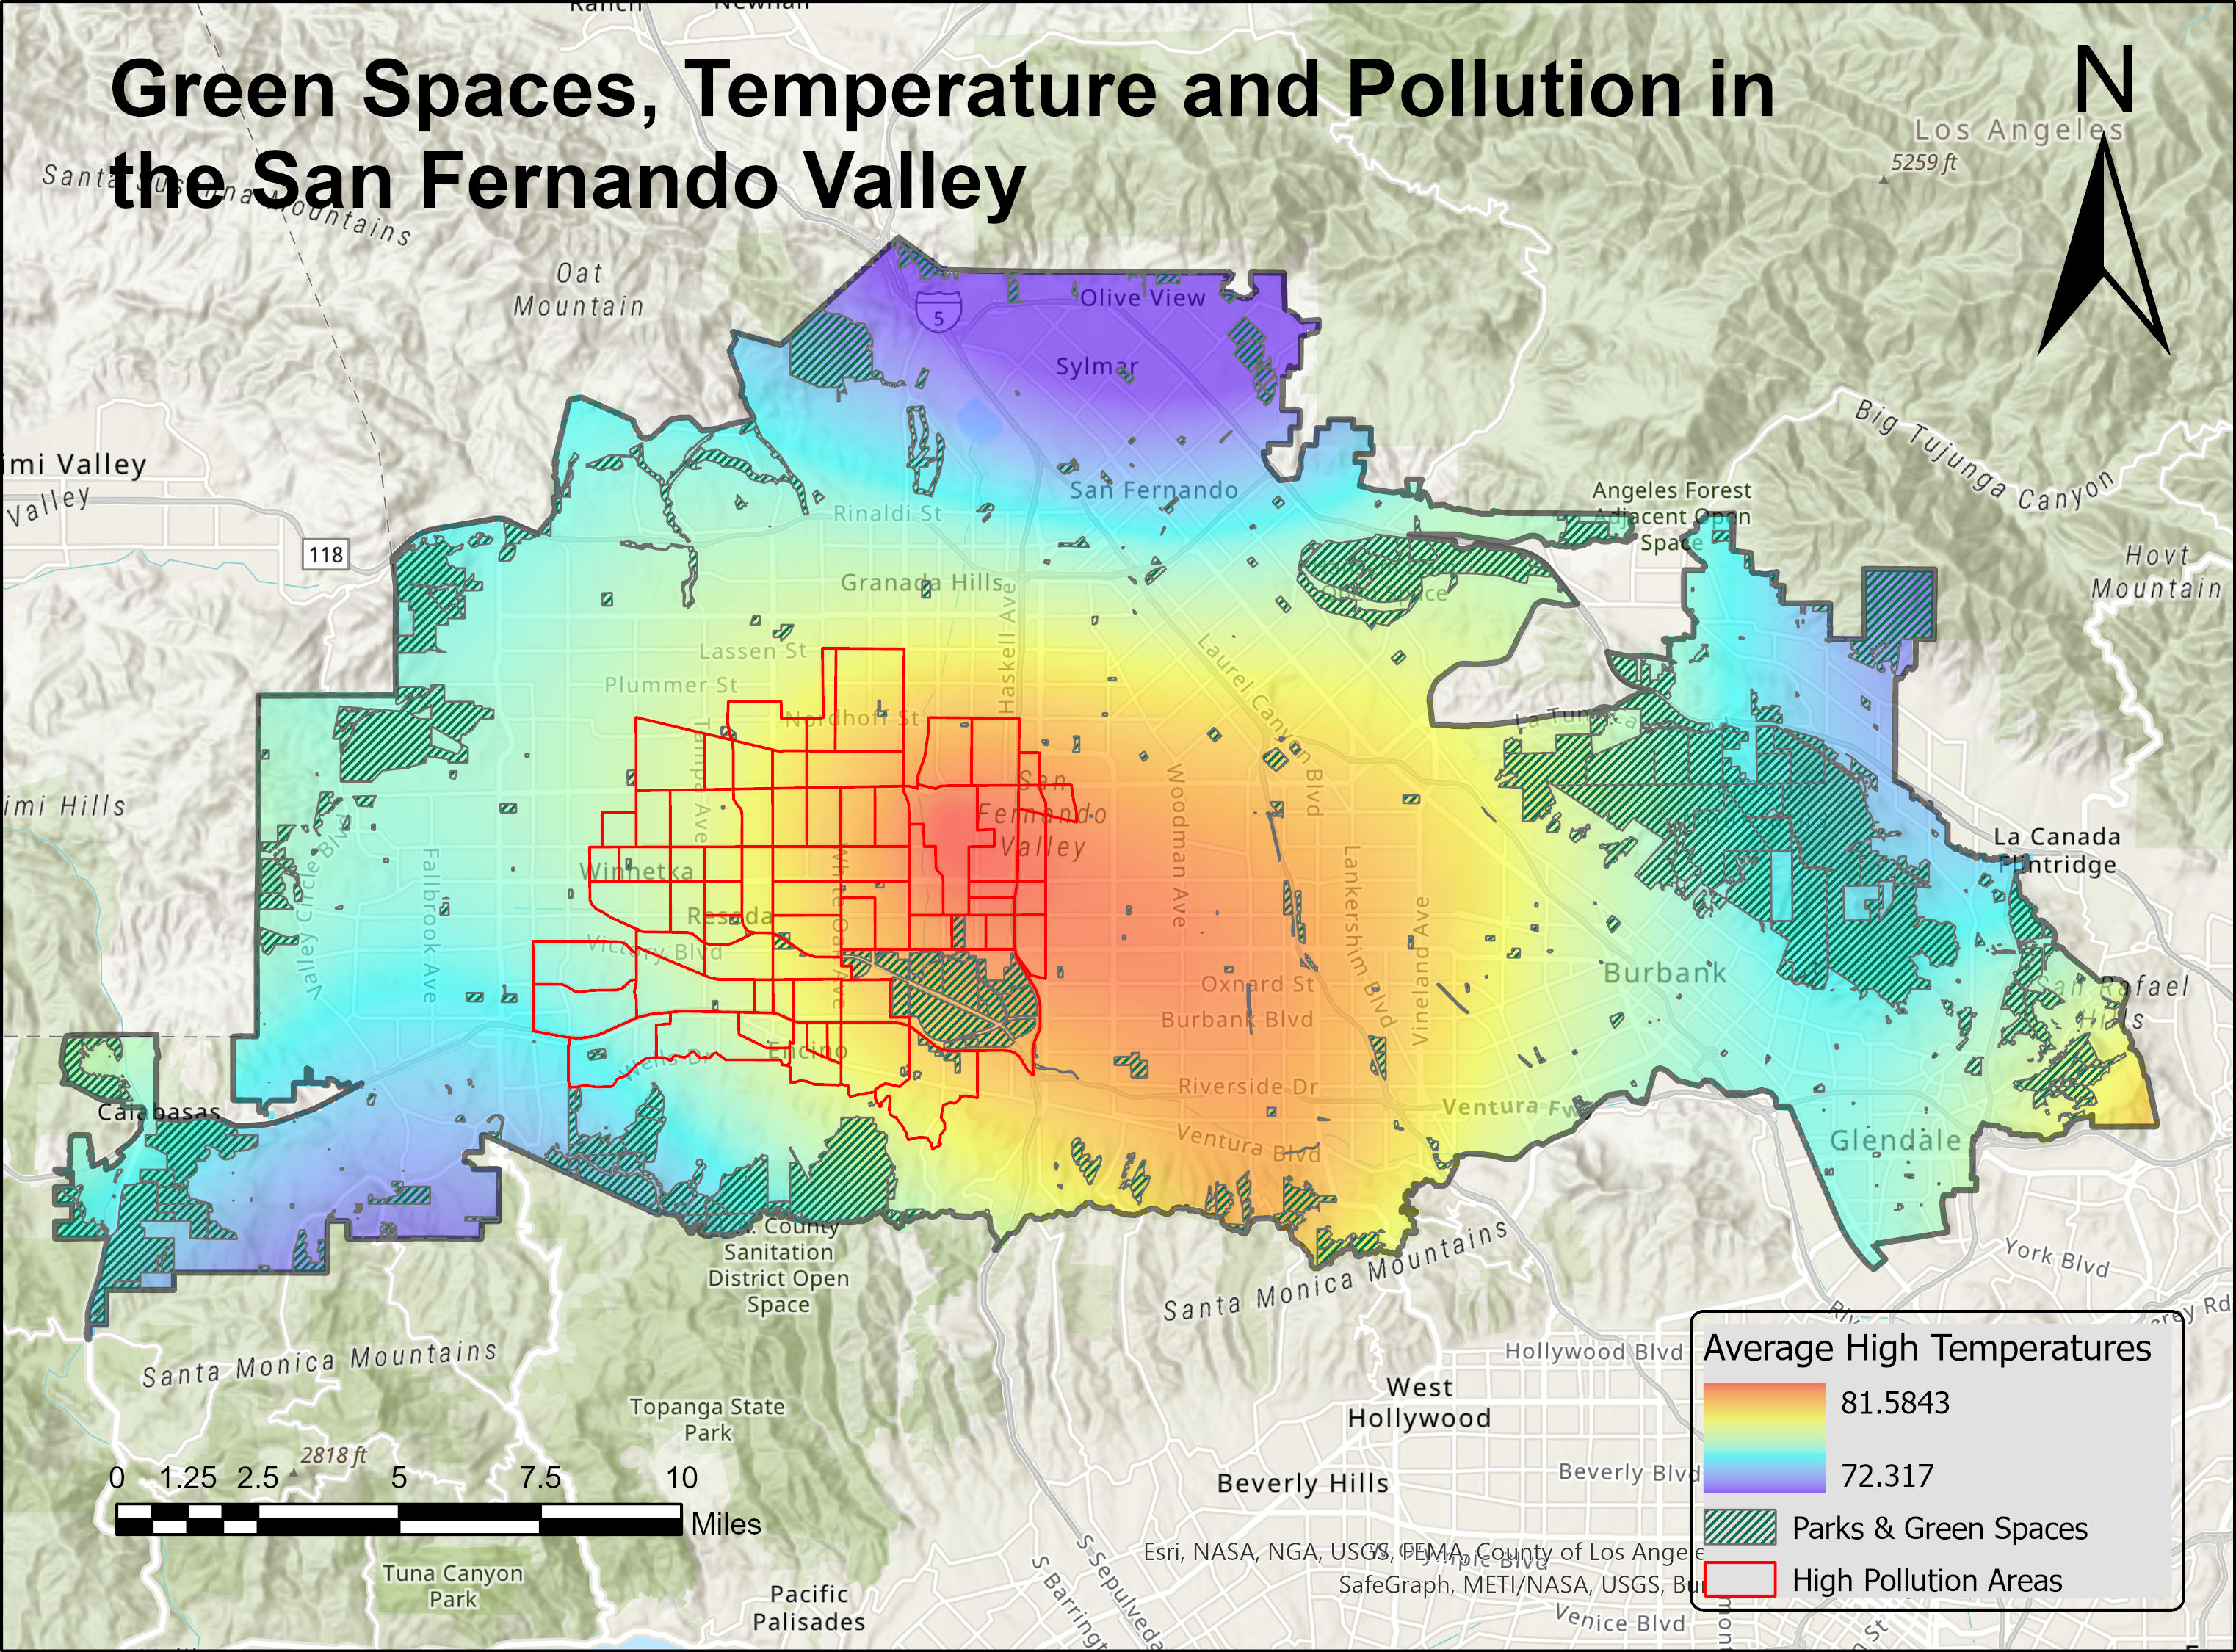 Ranch
Newhall
Green Spaces, Temperature and Pollution in
the San Fernando Valley
N
Los Angeles
5259 ft
Santa Susanna Mountains
Oat
Mountain
Olive View
5
Sylmar
Big Tujunga Canyon
imi Valley
Valley
San Fernando
Rinaldi St
Angeles Forest
Adjacent Open
Space
118
Hovt
Mountain
Granada Hills
Haskell Ave
Lassen St
Laurel Canyon Blvd
Plummer St
Nordhoff St
La Tuna Ca
Tampa Ave
San
Fernando
Valley
Woodman Ave
imi Hills
Valley Circle Blvd
Fallbrook Ave
Winnetka
White Oak Ave
Lankershim Blvd
Vineland Ave
La Canada
Flintridge
Reseda
Victory Blvd
Burbank
Oxnard St
San Rafael
Hills
Burbank Blvd
Encino
Wells Dr
Riverside Dr
Ventura Fw
Calabasas
Ventura Blvd
Glendale
L.A. County
Sanitation
District Open
Space
Santa Monica Mountains
York Blvd
Santa Monica Mountains
Hollywood Blvd
West
Hollywood
Topanga State
Park
2818 ft
Beverly Hills
Beverly Blvd
0 1.25 2.5 5 7.5 10
Miles
S Sepulveda
S Barringt
Tuna Canyon
Park
Pacific
Palisades
Venice Blvd
Esri, NASA, NGA, USGS, FEMA, County of Los Angele
SafeGraph, METI/NASA, USGS, Bu
Average High Temperatures
81.5843
72.317
Parks & Green Spaces
High Pollution Areas